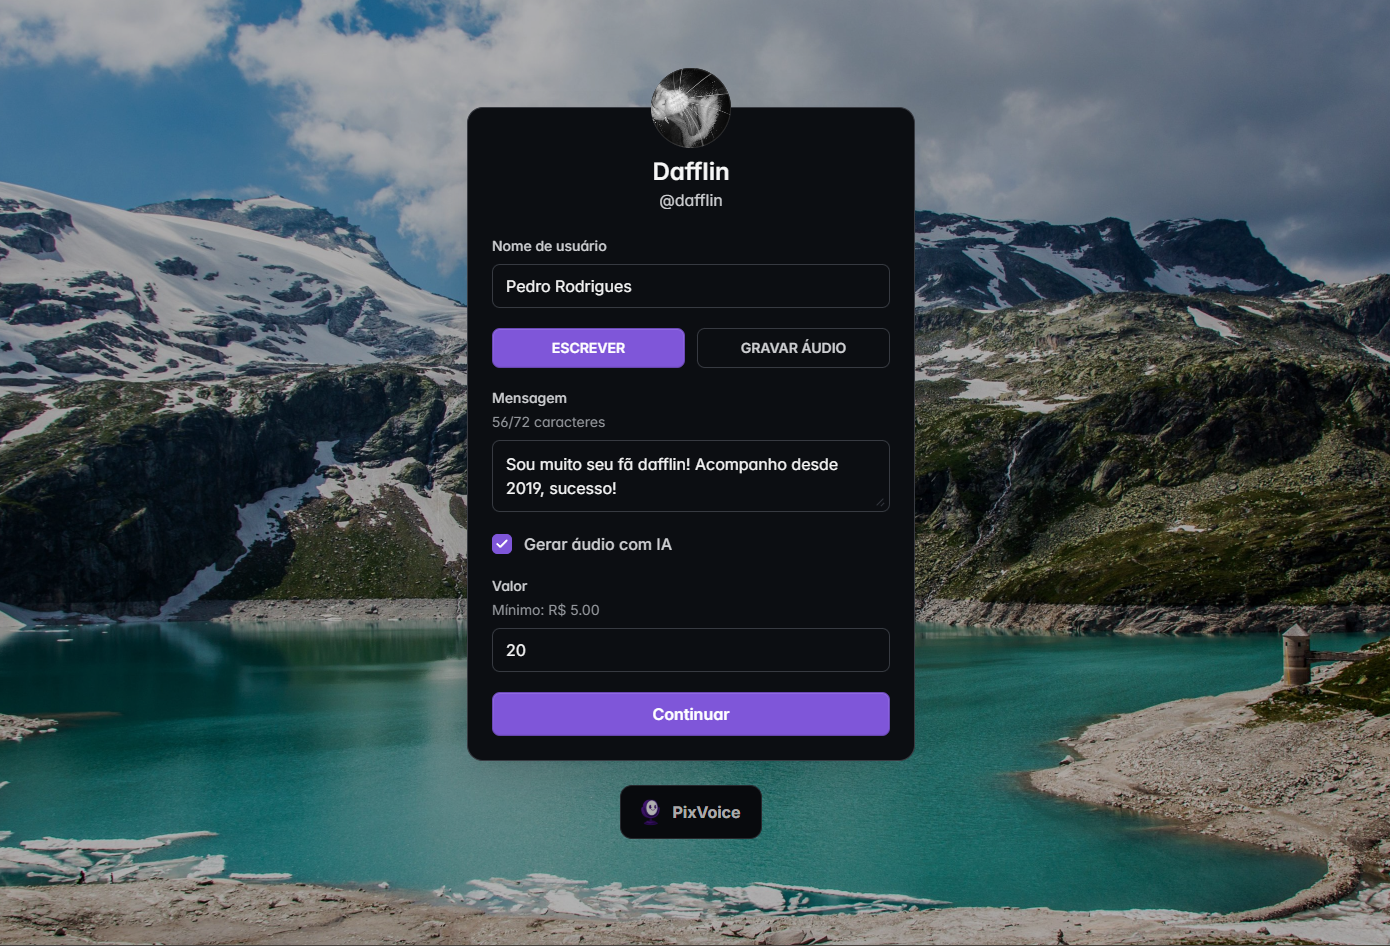 Dafflin
@dafflin
Nome de usuário
Pedro Rodrigues
ESCREVER
GRAVAR ÁUDIO
Mensagem
56/72 caracteres
Sou muito seu fã dafflin! Acompanho desde
2019, sucesso!
Gerar áudio com IA
Valor
Mínimo: R$ 5.00
20
Continuar
PixVoice